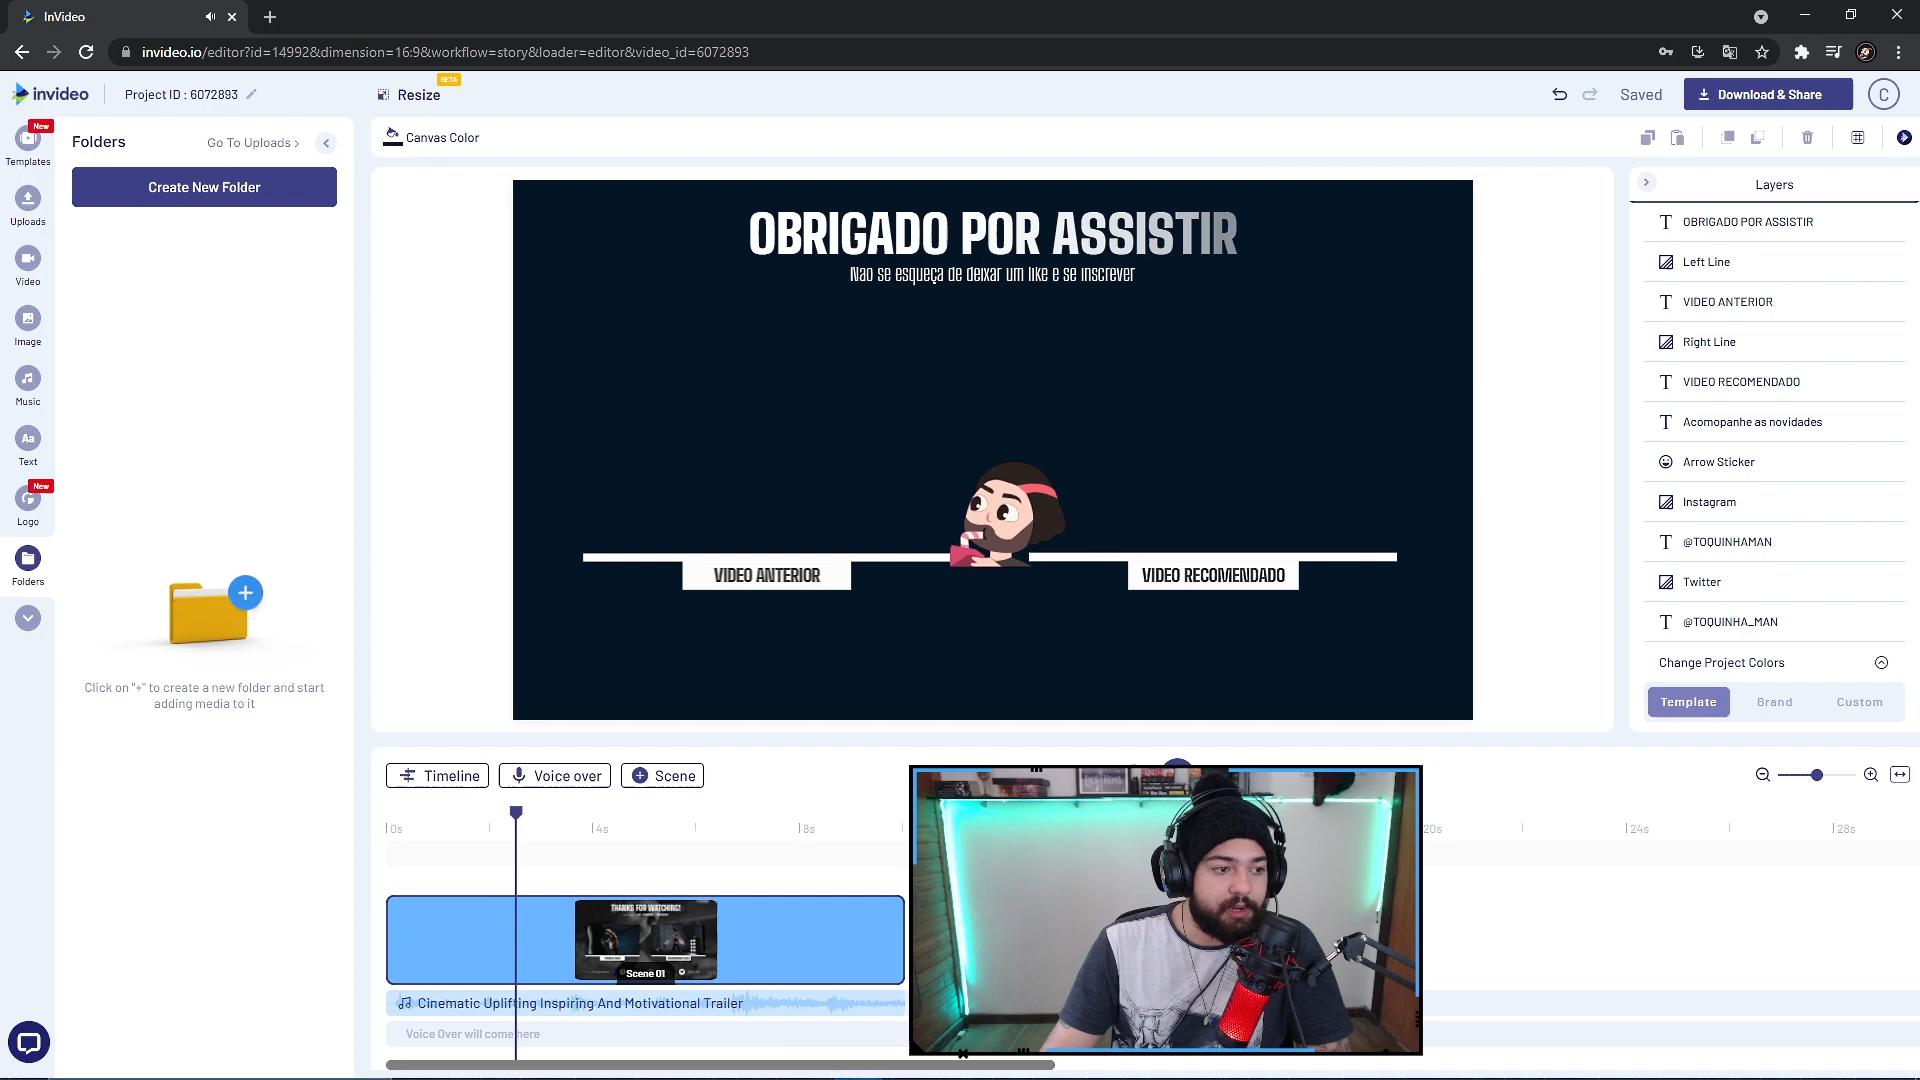 InVideo
invideo.io/editor?id=14992&dimension=16:9&workflow=story&loader=editor&video_id=6072893
invideo
Project ID : 6072893
BETA
Resize
Saved
Download & Share
C
New
Templates
Uploads
Video
Image
Music
Aa
Text
New
Logo
Folders
Folders
Go To Uploads >
Create New Folder
Click on "+" to create a new folder and start
adding media to it
Canvas Color
OBRIGADO POR ASSISTIR
Nao se esqueça de deixar um like e se inscrever
VIDEO ANTERIOR
VIDEO RECOMENDADO
Layers
OBRIGADO POR ASSISTIR
Left Line
VIDEO ANTERIOR
Right Line
VIDEO RECOMENDADO
Acomopanhe as novidades
Arrow Sticker
Instagram
@TOQUINHAMAN
Twitter
@TOQUINHA_MAN
Change Project Colors
Template
Brand
Custom
Timeline
Voice over
Scene
0s
4s
8s
20s
24s
28s
THANKS FOR WATCHING!
Scene 01
Cinematic Uplifting Inspiring And Motivational Trailer
Voice Over will come here